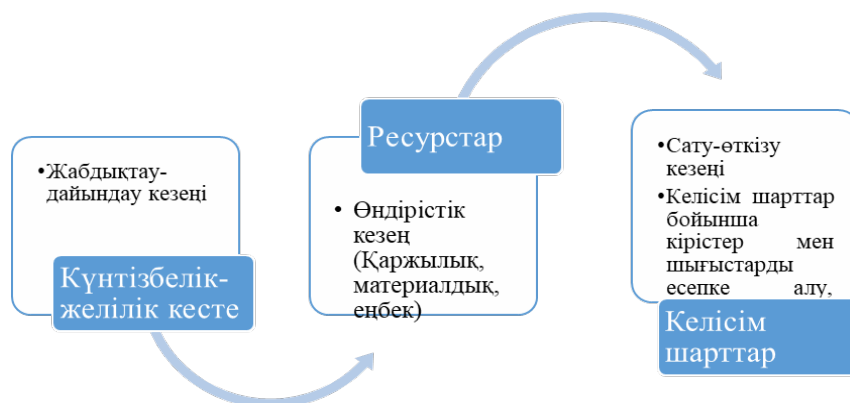 •Жабдықтау-
дайындау кезеңі
Күнтізбелік-
желілік кесте
Ресурстар
• Өндірістік
кезең
(Қаржылық,
материалдық,
еңбек)
•Сату-өткізу
кезеңі
•Келісім шарттар
бойынша
кірістер мен
шығыстарды
есепке алу,
Келісім
шарттар